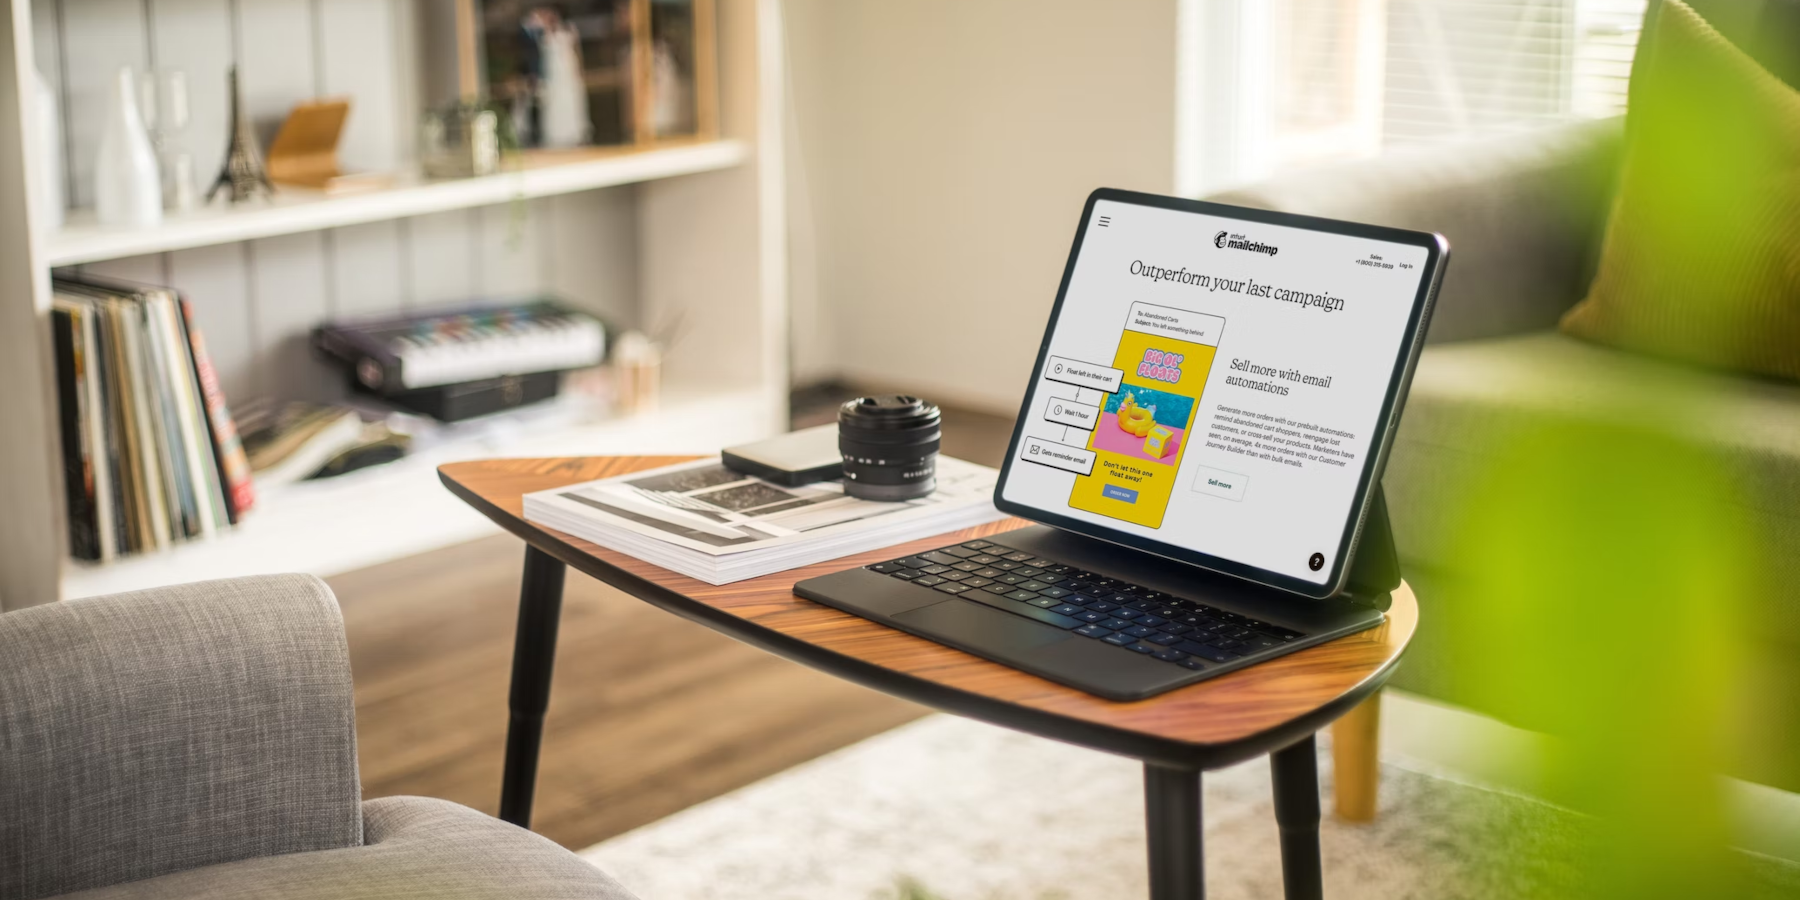 intuit
mailchimp
Sales:
+1 (800) 315-5939
Log In
Outperform your last campaign
To: Abandoned Carts
Subject: You left something behind
BIG OL'
FLOATS
Float left in their cart
Wait 1 hour
Gets reminder email
Don't let this one
float away!
Sell more with email
automations
Generate more orders with our prebuilt automations:
remind abandoned cart shoppers, reengage lost
customers, or cross-sell your products. Marketers have
seen, on average, 4x more orders with our Customer
Journey Builder than with bulk emails.
Sell more
?